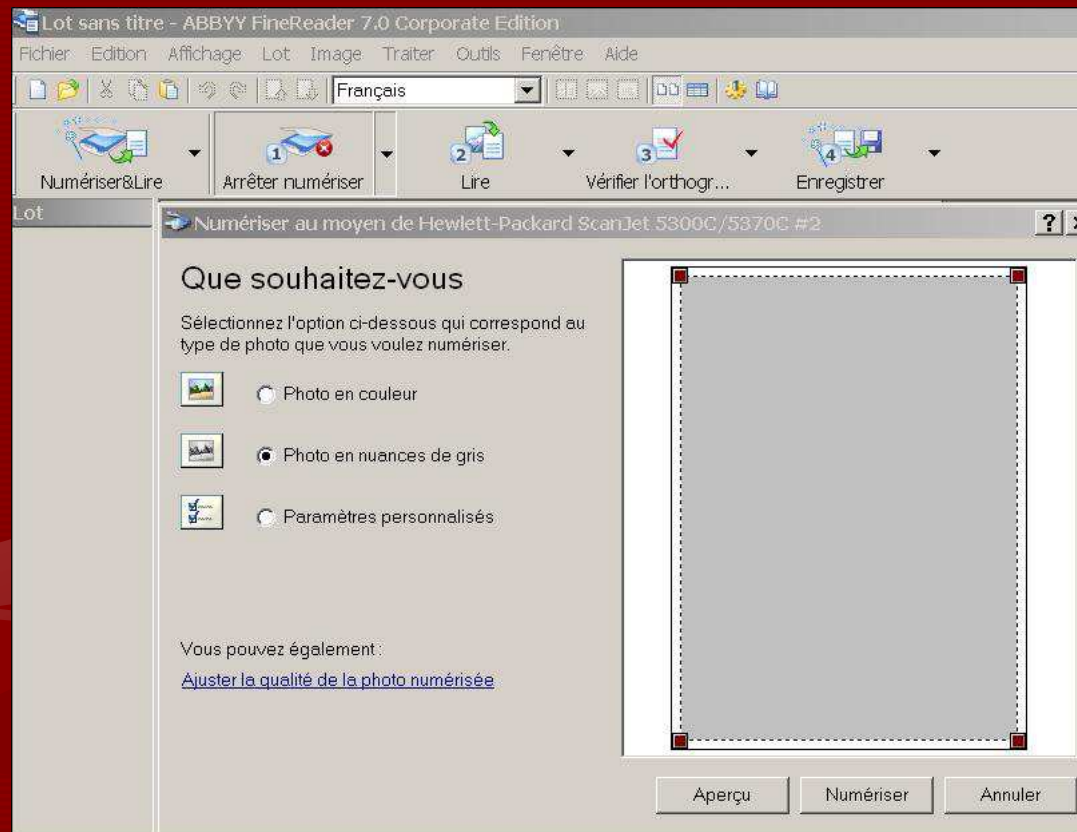 Lot sans titre - ABBYY FineReader 7.0 Corporate Edition
Fichier Edition Affichage Lot Image Traiter Outils Fenêtre Aide
Français
1 2 3 4
Numériser&Lire Arrêter numériser Lire Vérifier l'orthogr... Enregistrer
Lot
Numériser au moyen de Hewlett-Packard ScanJet 5300C/5370C #2
Que souhaitez-vous
Sélectionnez l'option ci-dessous qui correspond au
type de photo que vous voulez numériser.
Photo en couleur
Photo en nuances de gris
Paramètres personnalisés
Vous pouvez également :
Ajuster la qualité de la photo numérisée
Aperçu Numériser Annuler